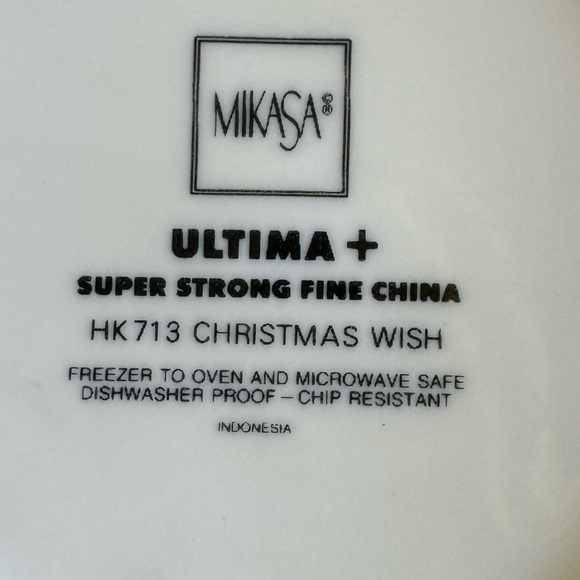 MIKASA©®
ULTIMA +
SUPER STRONG FINE CHINA
HK713 CHRISTMAS WISH
FREEZER TO OVEN AND MICROWAVE SAFE
DISHWASHER PROOF – CHIP RESISTANT
INDONESIA